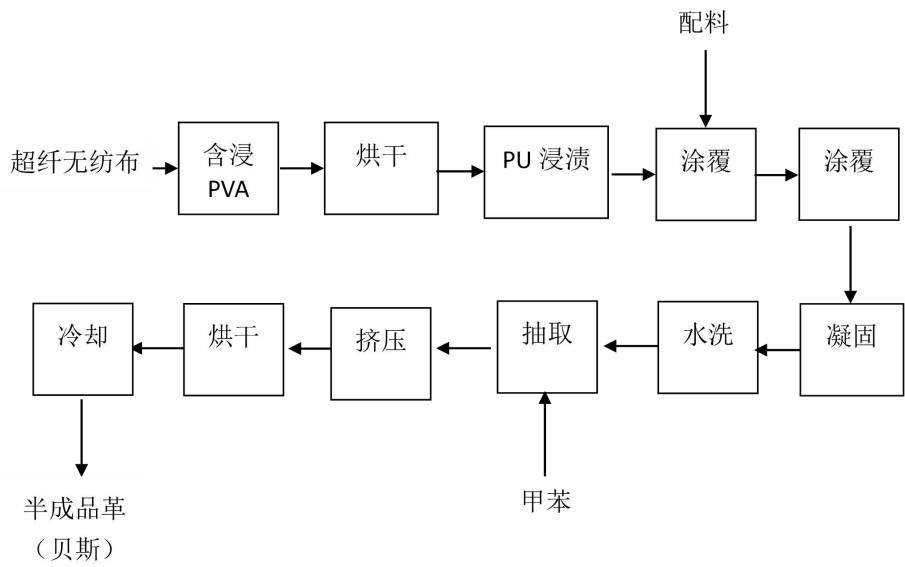 配料
超纤无纺布
含浸
PVA
烘干
PU 浸渍
涂覆
涂覆
凝固
水洗
抽取
挤压
烘干
冷却
甲苯
半成品革
（贝斯）